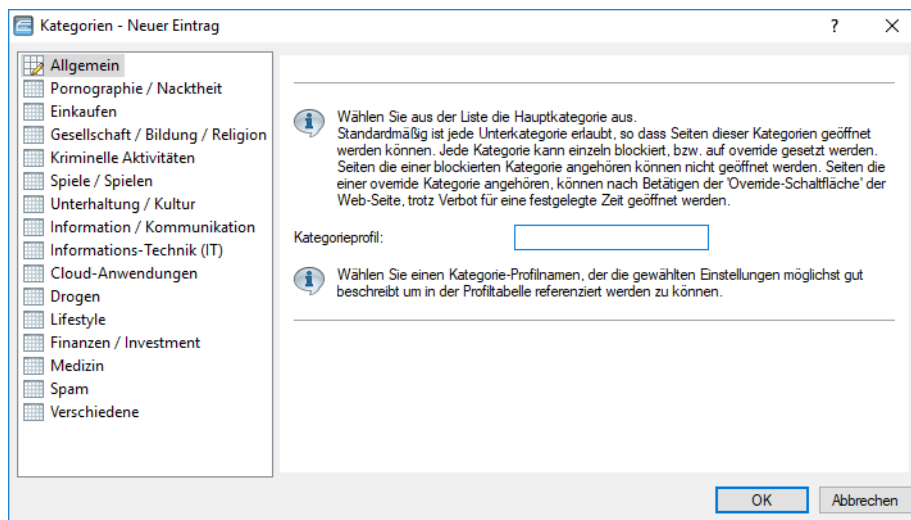 Kategorien - Neuer Eintrag
Allgemein
Pornographie / Nacktheit
Einkaufen
Gesellschaft / Bildung / Religion
Kriminelle Aktivitäten
Spiele / Spielen
Unterhaltung / Kultur
Information / Kommunikation
Informations-Technik (IT)
Cloud-Anwendungen
Drogen
Lifestyle
Finanzen / Investment
Medizin
Spam
Verschiedene
Wählen Sie aus der Liste die Hauptkategorie aus.
Standardmäßig ist jede Unterkategorie erlaubt, so dass Seiten dieser Kategorien geöffnet
werden können. Jede Kategorie kann einzeln blockiert, bzw. auf override gesetzt werden.
Seiten die einer blockierten Kategorie angehören können nicht geöffnet werden. Seiten die
einer override Kategorie angehören, können nach Betätigen der 'Override-Schaltfläche' der
Web-Seite, trotz Verbot für eine festgelegte Zeit geöffnet werden.
Kategorieprofil:
Wählen Sie einen Kategorie-Profilnamen, der die gewählten Einstellungen möglichst gut
beschreibt um in der Profiltabelle referenziert werden zu können.
OK
Abbrechen